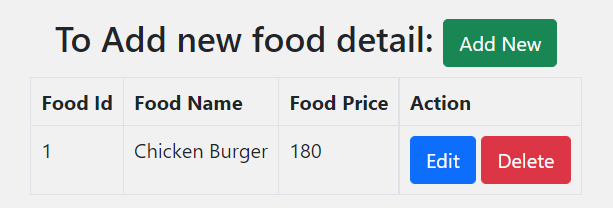 To Add new food detail: Add New
Food Id Food Name Food Price Action
1 Chicken Burger 180 Edit Delete